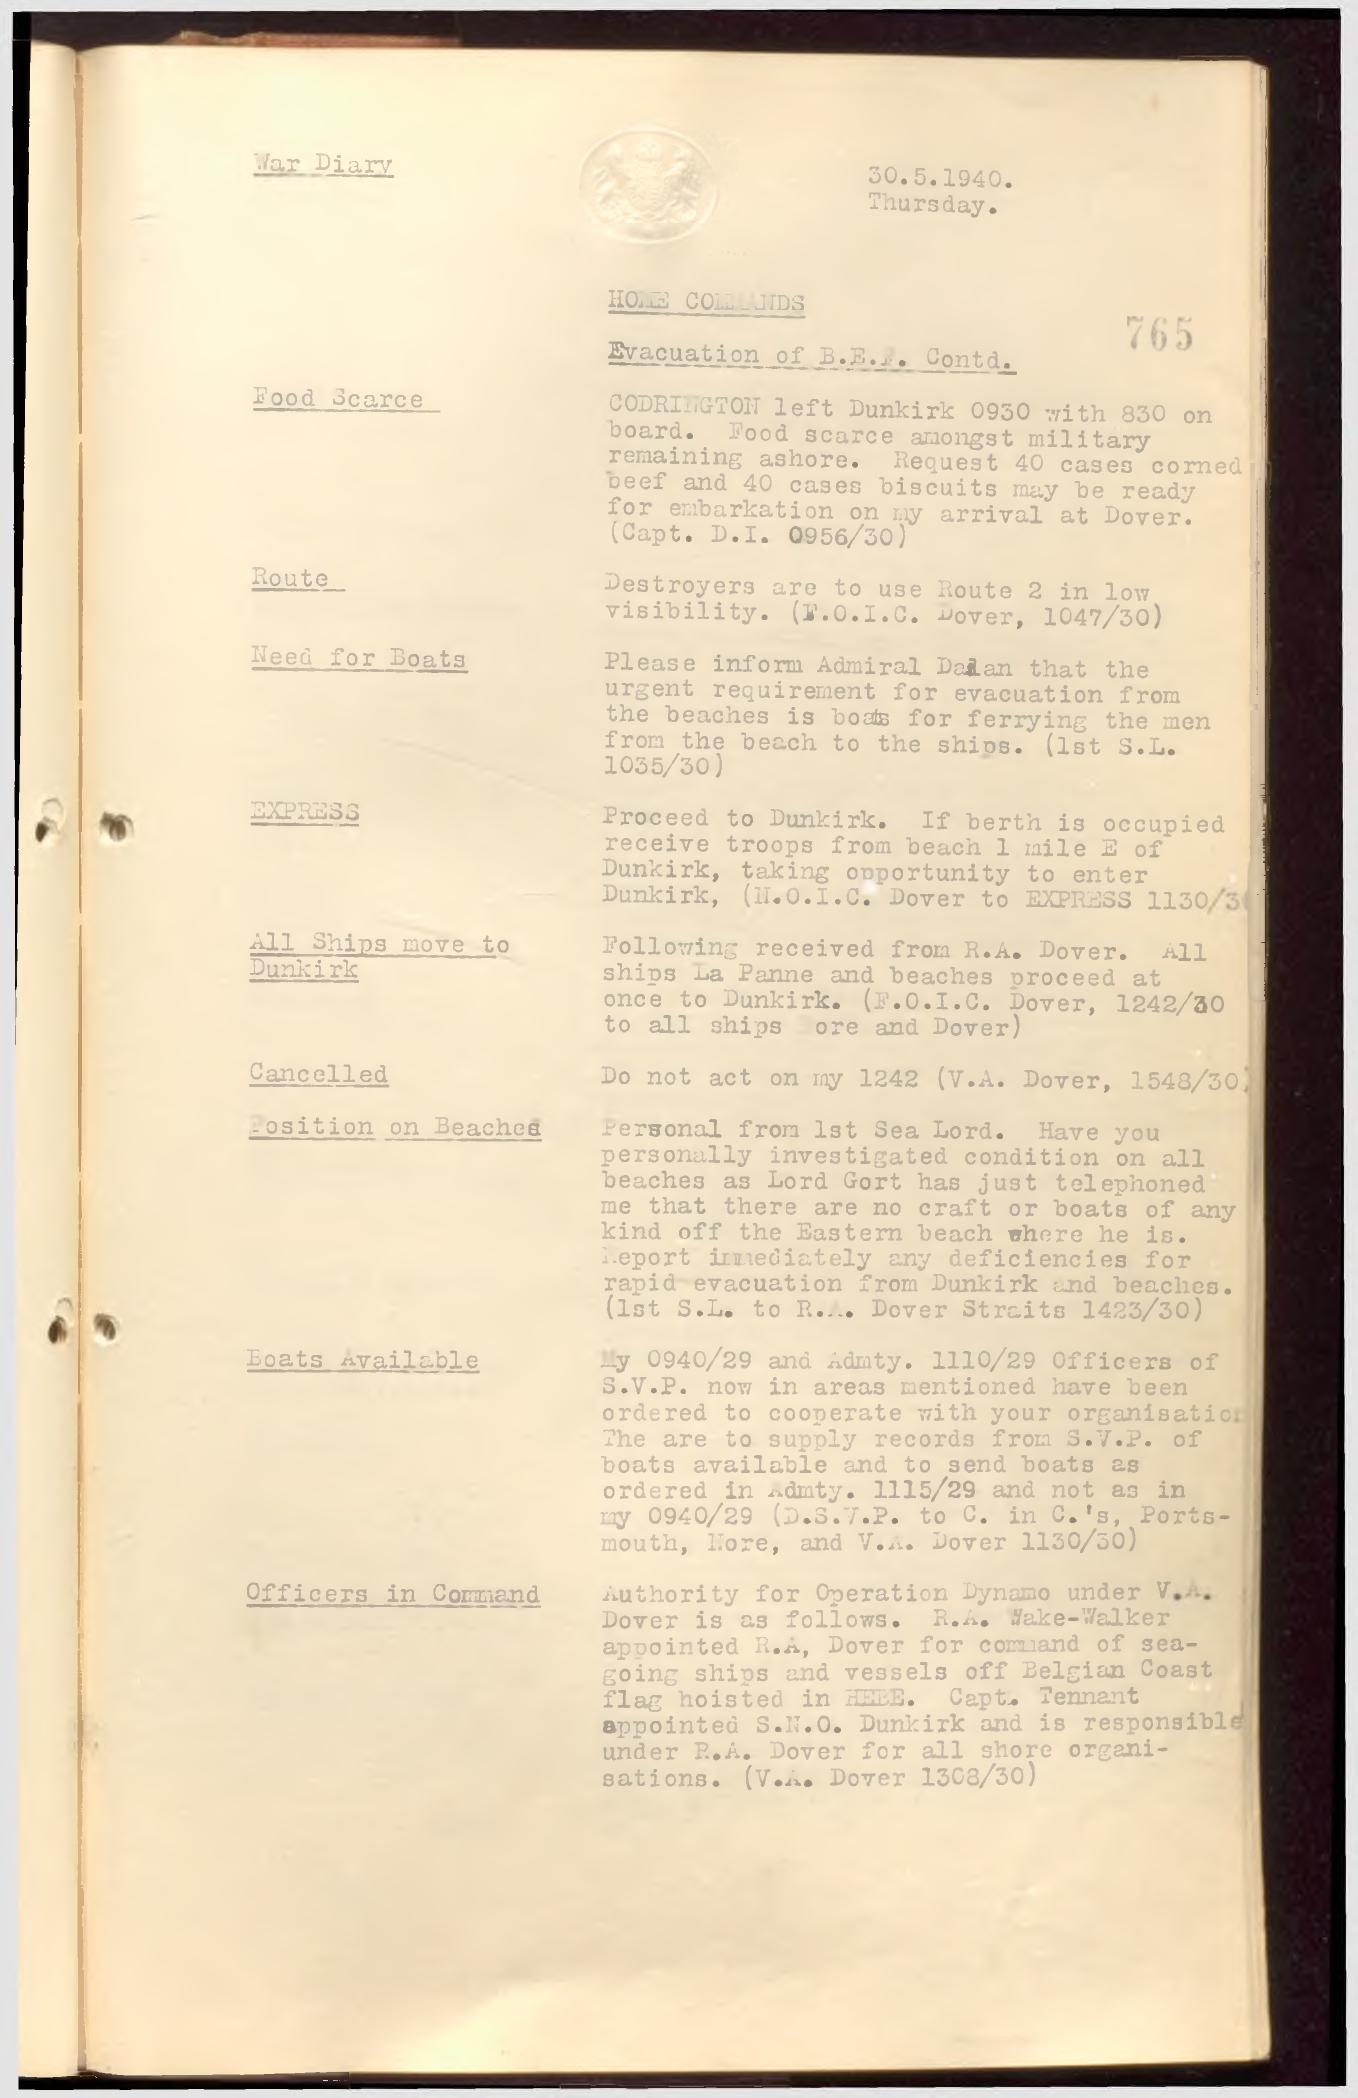 War Diary
30.5.1940.
Thursday.
HOME COMMANDS
765
Evacuation of B.E.F. Contd.
Food Scarce
CODRINGTON left Dunkirk 0930 with 830 on
board. Food scarce amongst military
remaining ashore. Request 40 cases corned
beef and 40 cases biscuits may be ready
for embarkation on my arrival at Dover.
(Capt. D.I. 0956/30)
Route
Destroyers are to use Route 2 in low
visibility. (F.O.I.C. Dover, 1047/30)
Need for Boats
Please inform Admiral Dalan that the
urgent requirement for evacuation from
the beaches is boats for ferrying the men
from the beach to the ships. (1st S.L.
1035/30)
EXPRESS
Proceed to Dunkirk. If berth is occupied
receive troops from beach 1 mile E of
Dunkirk, taking opportunity to enter
Dunkirk, (N.O.I.C. Dover to EXPRESS 1130/30
All Ships move to
Dunkirk
Following received from R.A. Dover. All
ships La Panne and beaches proceed at
once to Dunkirk. (F.O.I.C. Dover, 1242/30
to all ships ore and Dover)
Cancelled
Do not act on my 1242 (V.A. Dover, 1548/30)
Position on Beaches
Personal from 1st Sea Lord. Have you
personally investigated condition on all
beaches as Lord Gort has just telephoned
me that there are no craft or boats of any
kind off the Eastern beach where he is.
Report immediately any deficiencies for
rapid evacuation from Dunkirk and beaches.
(1st S.L. to R.A. Dover Straits 1423/30)
Boats Available
My 0940/29 and Admty. 1110/29 Officers of
S.V.P. now in areas mentioned have been
ordered to cooperate with your organisation
The are to supply records from S.V.P. of
boats available and to send boats as
ordered in Admty. 1115/29 and not as in
my 0940/29 (D.S.V.P. to C. in C.'s, Ports-
mouth, Nore, and V.A. Dover 1130/30)
Officers in Command
Authority for Operation Dynamo under V.A.
Dover is as follows. R.A. Wake-Walker
appointed R.A, Dover for command of sea-
going ships and vessels off Belgian Coast
flag hoisted in HEBE. Capt. Tennant
appointed S.N.O. Dunkirk and is responsible
under R.A. Dover for all shore organi-
sations. (V.A. Dover 1308/30)